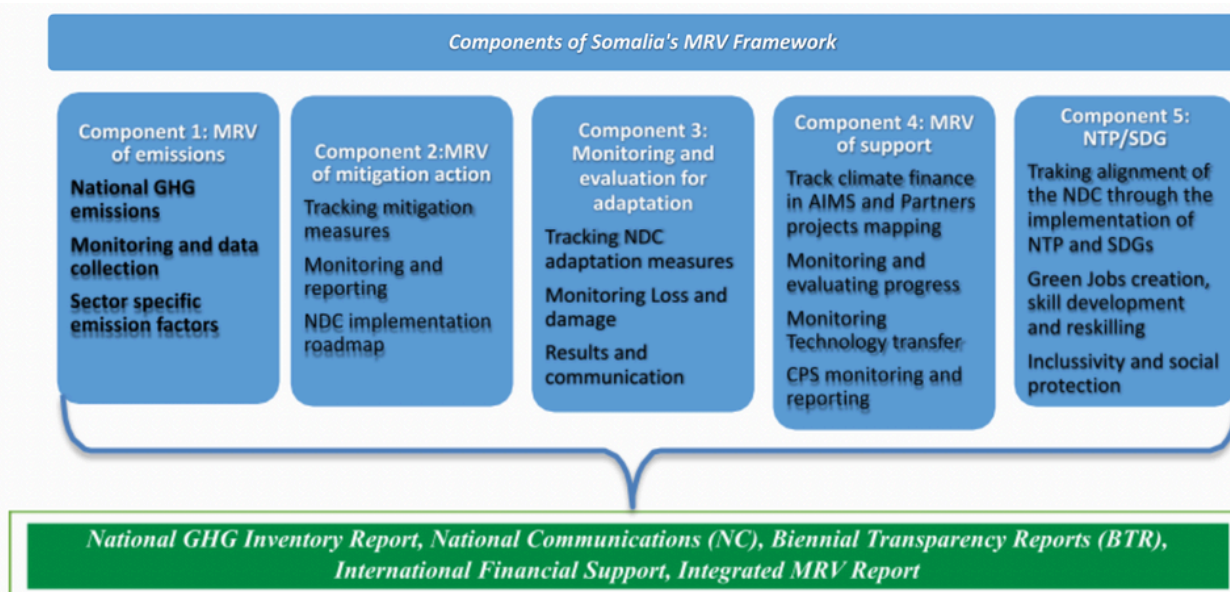 Components of Somalia's MRV Framework
Component 1: MRV
of emissions
National GHG
emissions
Monitoring and data
collection
Sector specific
emission factors
Component 2:MRV
of mitigation action
Tracking mitigation
measures
Monitoring and
reporting
NDC implementation
roadmap
Component 3:
Monitoring and
evaluation for
adaptation
Tracking NDC
adaptation measures
Monitoring Loss and
damage
Results and
communication
Component 4: MRV
of support
Track climate finance
in AIMS and Partners
projects mapping
Monitoring and
evaluating progress
Monitoring
Technology transfer
CPS monitoring and
reporting
Component 5:
NTP/SDG
Traking alignment of
the NDC through the
implementation of
NTP and SDGs
Green Jobs creation,
skill development
and reskilling
Inclussivity and social
protection
National GHG Inventory Report, National Communications (NC), Biennial Transparency Reports (BTR),
International Financial Support, Integrated MRV Report